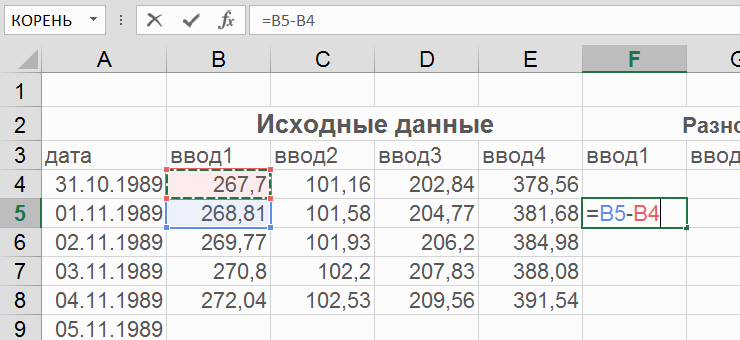 КОРЕНЬ =B5-B4
A B C D E F G
1
2 Исходные данные Разно
3 дата ввод1 ввод2 ввод3 ввод4 ввод1 ввод
4 31.10.1989 267,7 101,16 202,84 378,56
5 01.11.1989 268,81 101,58 204,77 381,68 =B5-B4
6 02.11.1989 269,77 101,93 206,2 384,98
7 03.11.1989 270,8 102,2 207,83 388,08
8 04.11.1989 272,04 102,53 209,56 391,54
9 05.11.1989